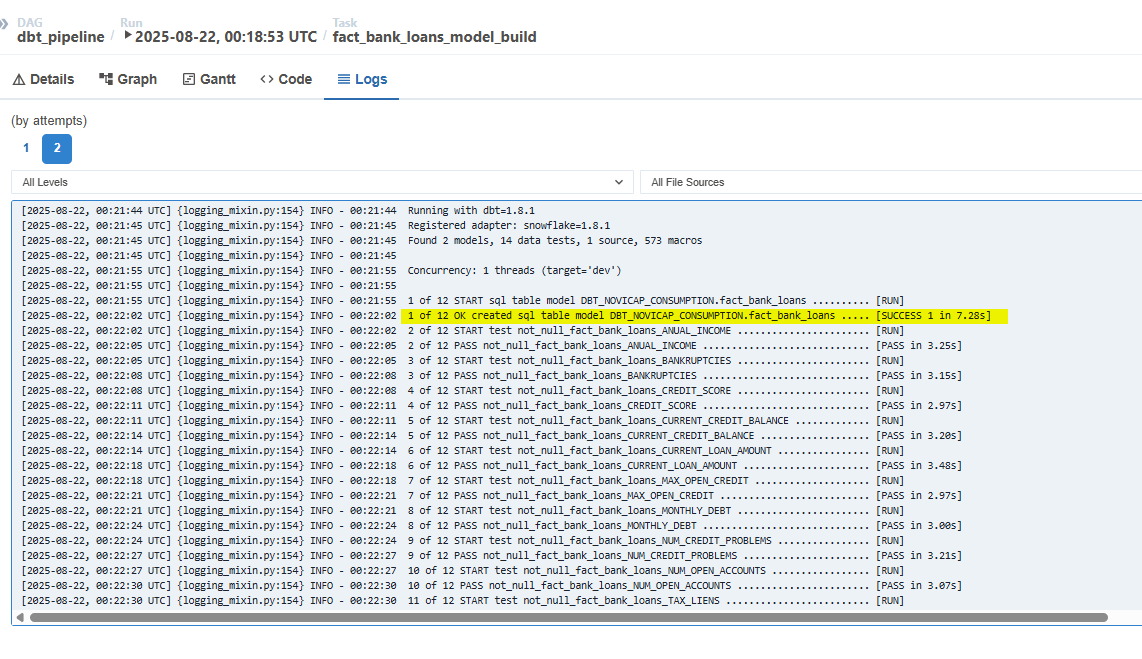 DAG Run Task
dbt_pipeline / 2025-08-22, 00:18:53 UTC / fact_bank_loans_model_build
Details Graph Gantt Code Logs
(by attempts)
1 2
All Levels All File Sources
[2025-08-22, 00:21:44 UTC] {logging_mixin.py:154} INFO - 00:21:44 Running with dbt=1.8.1
[2025-08-22, 00:21:45 UTC] {logging_mixin.py:154} INFO - 00:21:45 Registered adapter: snowflake=1.8.1
[2025-08-22, 00:21:45 UTC] {logging_mixin.py:154} INFO - 00:21:45 Found 2 models, 14 data tests, 1 source, 573 macros
[2025-08-22, 00:21:45 UTC] {logging_mixin.py:154} INFO - 00:21:45
[2025-08-22, 00:21:55 UTC] {logging_mixin.py:154} INFO - 00:21:55 Concurrency: 1 threads (target='dev')
[2025-08-22, 00:21:55 UTC] {logging_mixin.py:154} INFO - 00:21:55
[2025-08-22, 00:21:55 UTC] {logging_mixin.py:154} INFO - 00:21:55 1 of 12 START sql table model DBT_NOVICAP_CONSUMPTION.fact_bank_loans .......... [RUN]
[2025-08-22, 00:22:02 UTC] {logging_mixin.py:154} INFO - 00:22:02 1 of 12 OK created sql table model DBT_NOVICAP_CONSUMPTION.fact_bank_loans ..... [SUCCESS 1 in 7.28s]
[2025-08-22, 00:22:02 UTC] {logging_mixin.py:154} INFO - 00:22:02 2 of 12 START test not_null_fact_bank_loans_ANUAL_INCOME ....................... [RUN]
[2025-08-22, 00:22:05 UTC] {logging_mixin.py:154} INFO - 00:22:05 2 of 12 PASS not_null_fact_bank_loans_ANUAL_INCOME ............................. [PASS in 3.25s]
[2025-08-22, 00:22:05 UTC] {logging_mixin.py:154} INFO - 00:22:05 3 of 12 START test not_null_fact_bank_loans_BANKRUPTCIES ....................... [RUN]
[2025-08-22, 00:22:08 UTC] {logging_mixin.py:154} INFO - 00:22:08 3 of 12 PASS not_null_fact_bank_loans_BANKRUPTCIES ............................. [PASS in 3.15s]
[2025-08-22, 00:22:08 UTC] {logging_mixin.py:154} INFO - 00:22:08 4 of 12 START test not_null_fact_bank_loans_CREDIT_SCORE ....................... [RUN]
[2025-08-22, 00:22:11 UTC] {logging_mixin.py:154} INFO - 00:22:11 4 of 12 PASS not_null_fact_bank_loans_CREDIT_SCORE ............................. [PASS in 2.97s]
[2025-08-22, 00:22:11 UTC] {logging_mixin.py:154} INFO - 00:22:11 5 of 12 START test not_null_fact_bank_loans_CURRENT_CREDIT_BALANCE ............. [RUN]
[2025-08-22, 00:22:14 UTC] {logging_mixin.py:154} INFO - 00:22:14 5 of 12 PASS not_null_fact_bank_loans_CURRENT_CREDIT_BALANCE ................... [PASS in 3.20s]
[2025-08-22, 00:22:14 UTC] {logging_mixin.py:154} INFO - 00:22:14 6 of 12 START test not_null_fact_bank_loans_CURRENT_LOAN_AMOUNT ................ [RUN]
[2025-08-22, 00:22:18 UTC] {logging_mixin.py:154} INFO - 00:22:18 6 of 12 PASS not_null_fact_bank_loans_CURRENT_LOAN_AMOUNT ...................... [PASS in 3.48s]
[2025-08-22, 00:22:18 UTC] {logging_mixin.py:154} INFO - 00:22:18 7 of 12 START test not_null_fact_bank_loans_MAX_OPEN_CREDIT .................... [RUN]
[2025-08-22, 00:22:21 UTC] {logging_mixin.py:154} INFO - 00:22:21 7 of 12 PASS not_null_fact_bank_loans_MAX_OPEN_CREDIT .......................... [PASS in 2.97s]
[2025-08-22, 00:22:21 UTC] {logging_mixin.py:154} INFO - 00:22:21 8 of 12 START test not_null_fact_bank_loans_MONTHLY_DEBT ....................... [RUN]
[2025-08-22, 00:22:24 UTC] {logging_mixin.py:154} INFO - 00:22:24 8 of 12 PASS not_null_fact_bank_loans_MONTHLY_DEBT ............................. [PASS in 3.00s]
[2025-08-22, 00:22:24 UTC] {logging_mixin.py:154} INFO - 00:22:24 9 of 12 START test not_null_fact_bank_loans_NUM_CREDIT_PROBLEMS ................ [RUN]
[2025-08-22, 00:22:27 UTC] {logging_mixin.py:154} INFO - 00:22:27 9 of 12 PASS not_null_fact_bank_loans_NUM_CREDIT_PROBLEMS ...................... [PASS in 3.21s]
[2025-08-22, 00:22:27 UTC] {logging_mixin.py:154} INFO - 00:22:27 10 of 12 START test not_null_fact_bank_loans_NUM_OPEN_ACCOUNTS ................. [RUN]
[2025-08-22, 00:22:30 UTC] {logging_mixin.py:154} INFO - 00:22:30 10 of 12 PASS not_null_fact_bank_loans_NUM_OPEN_ACCOUNTS ....................... [PASS in 3.07s]
[2025-08-22, 00:22:30 UTC] {logging_mixin.py:154} INFO - 00:22:30 11 of 12 START test not_null_fact_bank_loans_TAX_LIENS ......................... [RUN]